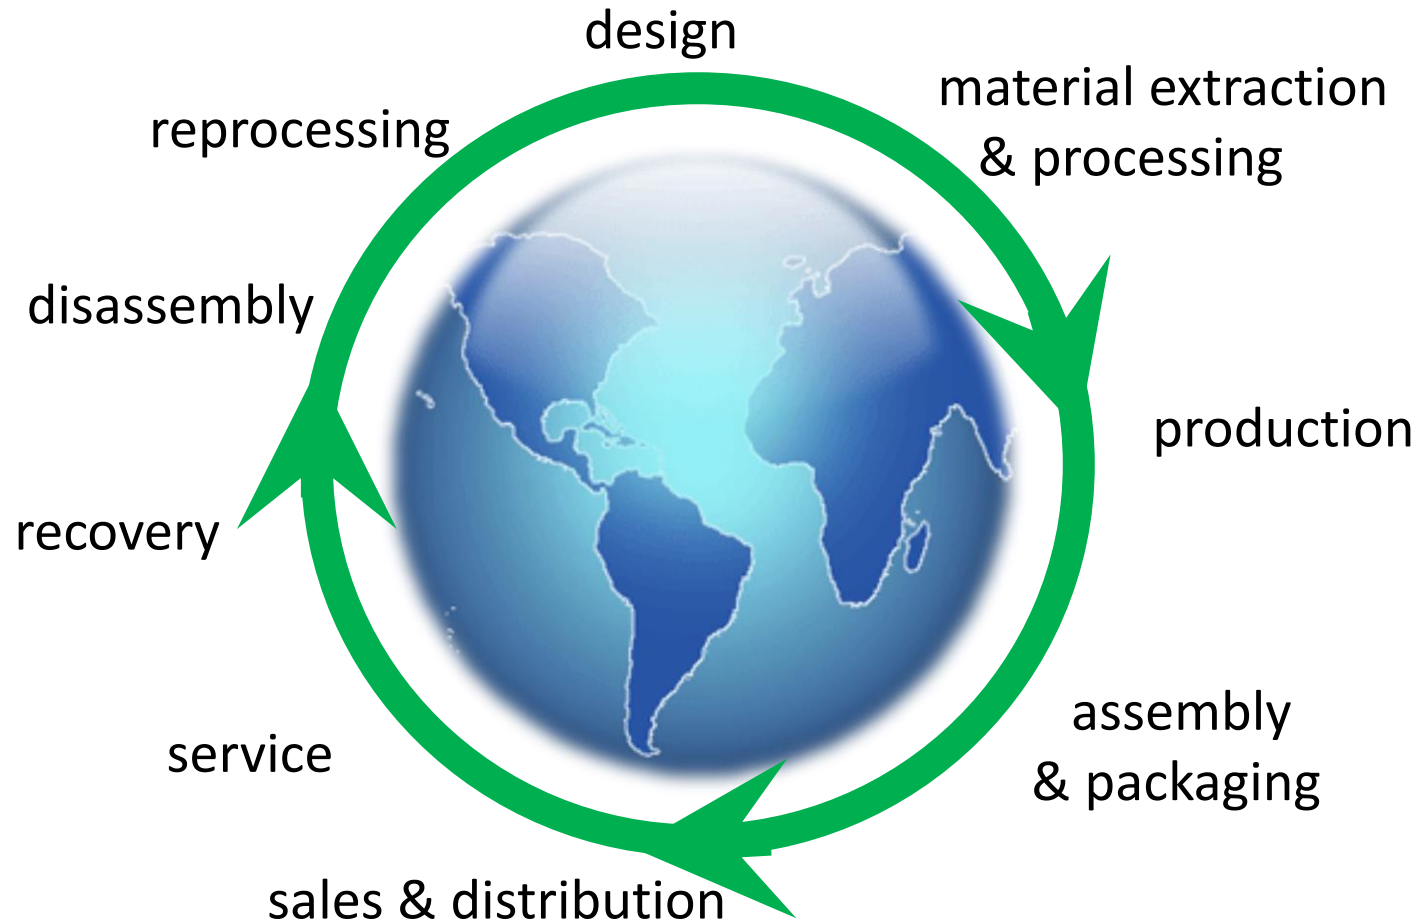 design
material extraction
& processing
production
assembly
& packaging
sales & distribution
service
recovery
disassembly
reprocessing